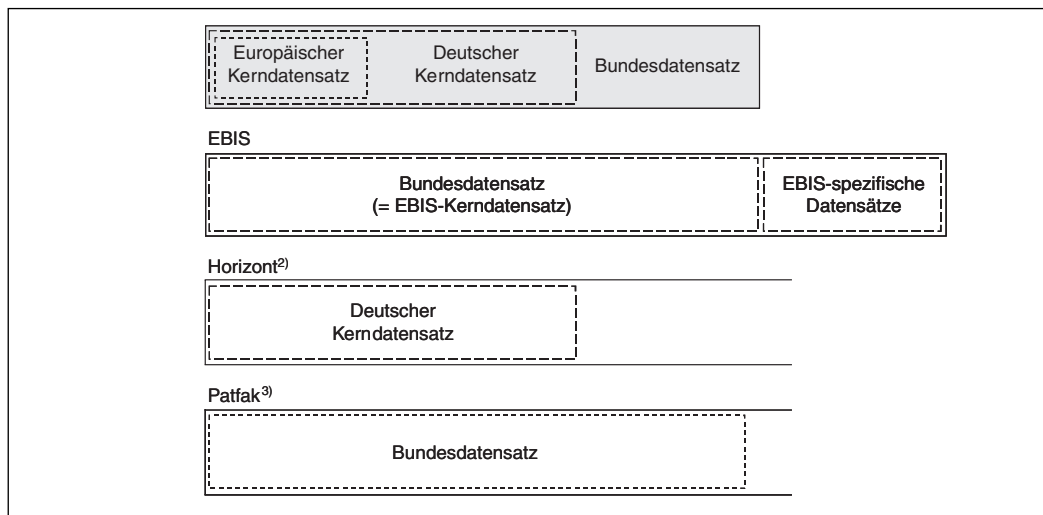 Europäischer
Kerndatensatz
Deutscher
Kerndatensatz
Bundesdatensatz
EBIS
Bundesdatensatz
(= EBIS-Kerndatensatz)
EBIS-spezifische
Datensätze
Horizont2)
Deutscher
Kerndatensatz
Patfak3)
Bundesdatensatz